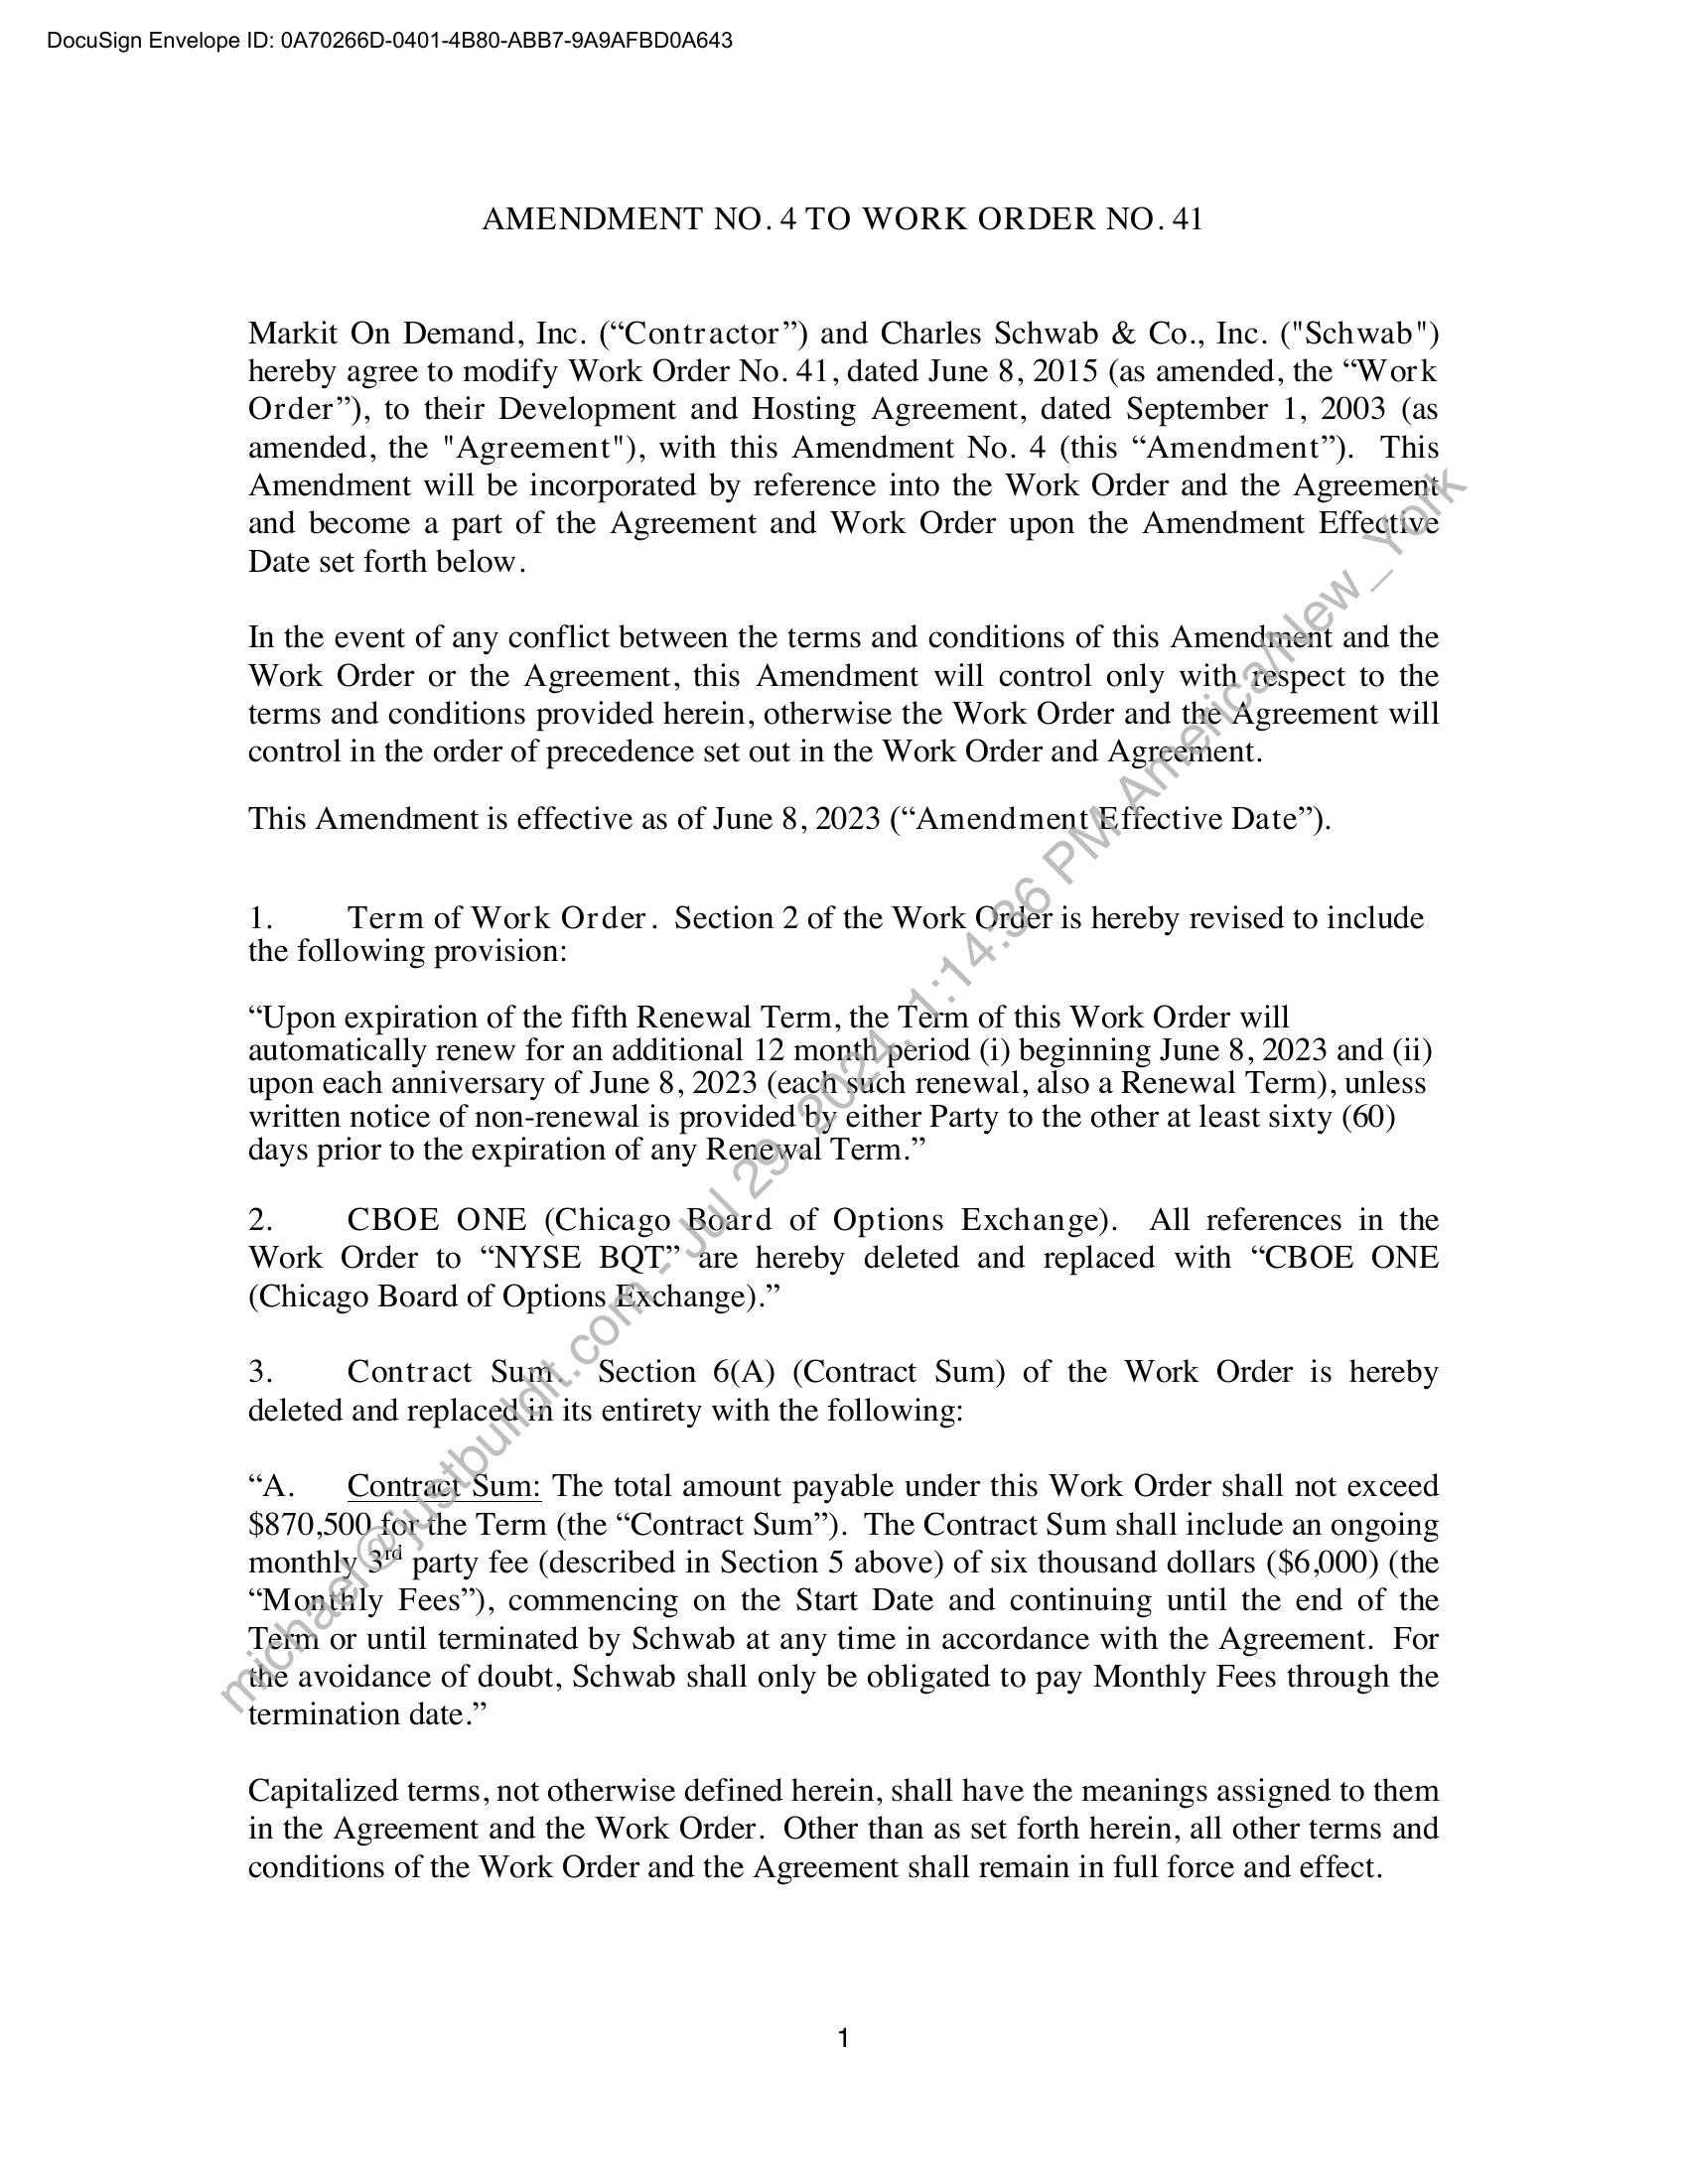 DocuSign Envelope ID: 0A70266D-0401-4B80-ABB7-9A9AFBD0A643
AMENDMENT NO. 4 TO WORK ORDER NO. 41
Markit On Demand, Inc. (“Contractor”) and Charles Schwab & Co., Inc. ("Schwab")
hereby agree to modify Work Order No. 41, dated June 8, 2015 (as amended, the “Work
Order”), to their Development and Hosting Agreement, dated September 1, 2003 (as
amended, the "Agreement"), with this Amendment No. 4 (this “Amendment”). This
Amendment will be incorporated by reference into the Work Order and the Agreement
and become a part of the Agreement and Work Order upon the Amendment Effective
Date set forth below.
In the event of any conflict between the terms and conditions of this Amendment and the
Work Order or the Agreement, this Amendment will control only with respect to the
terms and conditions provided herein, otherwise the Work Order and the Agreement will
control in the order of precedence set out in the Work Order and Agreement.
This Amendment is effective as of June 8, 2023 (“Amendment Effective Date”).
1. Term of Work Order. Section 2 of the Work Order is hereby revised to include
the following provision:
“Upon expiration of the fifth Renewal Term, the Term of this Work Order will
automatically renew for an additional 12 month period (i) beginning June 8, 2023 and (ii)
upon each anniversary of June 8, 2023 (each such renewal, also a Renewal Term), unless
written notice of non-renewal is provided by either Party to the other at least sixty (60)
days prior to the expiration of any Renewal Term.”
2. CBOE ONE (Chicago Board of Options Exchange). All references in the
Work Order to “NYSE BQT” are hereby deleted and replaced with “CBOE ONE
(Chicago Board of Options Exchange).”
3. Contract Sum. Section 6(A) (Contract Sum) of the Work Order is hereby
deleted and replaced in its entirety with the following:
“A. Contract Sum: The total amount payable under this Work Order shall not exceed
$870,500 for the Term (the “Contract Sum”). The Contract Sum shall include an ongoing
monthly 3rd party fee (described in Section 5 above) of six thousand dollars ($6,000) (the
“Monthly Fees”), commencing on the Start Date and continuing until the end of the
Term or until terminated by Schwab at any time in accordance with the Agreement. For
the avoidance of doubt, Schwab shall only be obligated to pay Monthly Fees through the
termination date.”
Capitalized terms, not otherwise defined herein, shall have the meanings assigned to them
in the Agreement and the Work Order. Other than as set forth herein, all other terms and
conditions of the Work Order and the Agreement shall remain in full force and effect.
1
michael@justbuildit.com - Jul 29, 2024, 1:14:36 PM America/New_York